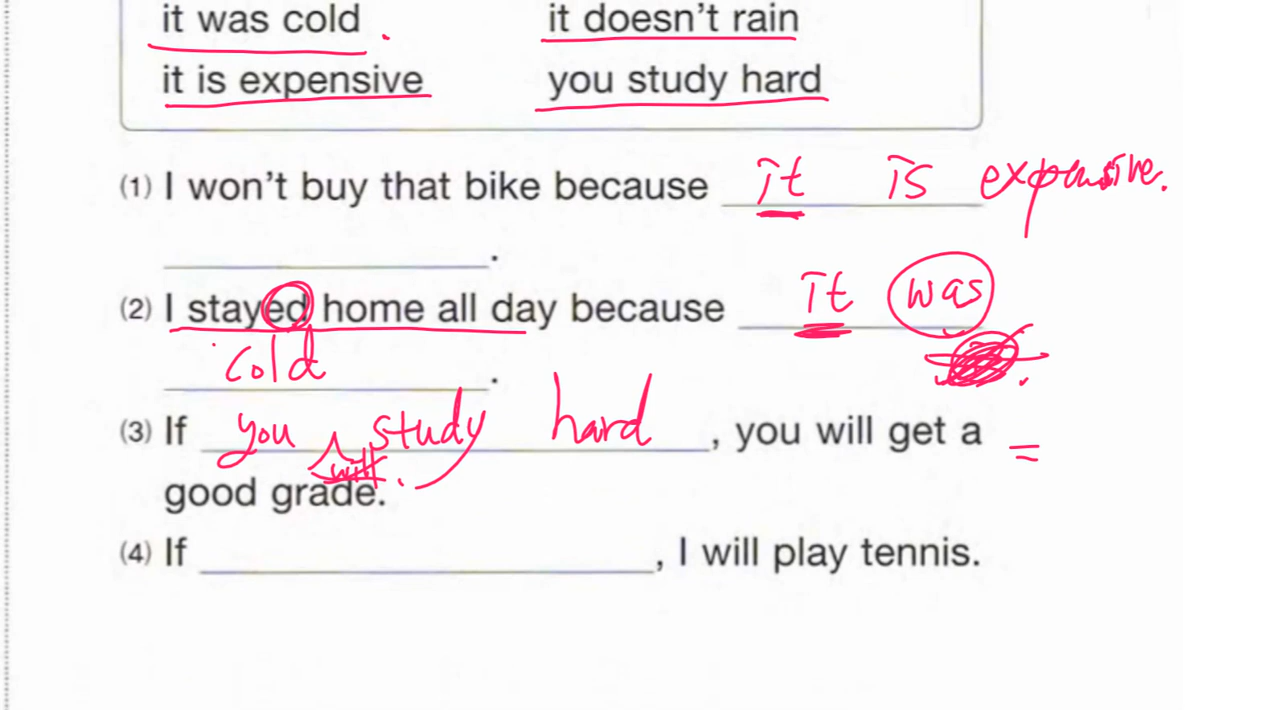 it was cold . it doesn't rain
it is expensive you study hard
(1) I won't buy that bike because it is expensive.
.
(2) I stayed home all day because it was
cold .
(3) If you study hard, you will get a
will
good grade.
(4) If , I will play tennis.